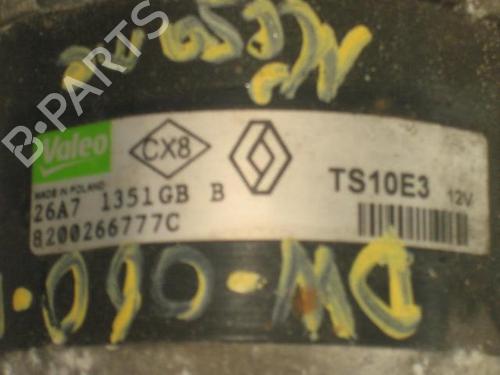 B-PARTS
Valeo
CX8
TS10E3
12V
MADE IN POLAND
26A7 1351GB B
8200266777C